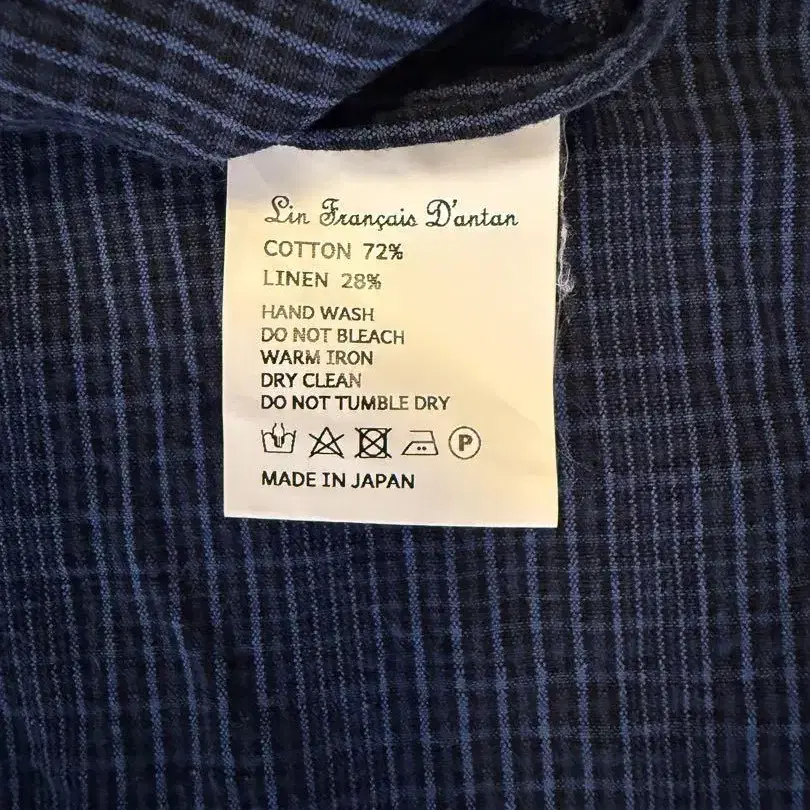 Lin Français D'antan
COTTON 72%
LINEN 28%
HAND WASH
DO NOT BLEACH
WARM IRON
DRY CLEAN
DO NOT TUMBLE DRY
P
MADE IN JAPAN